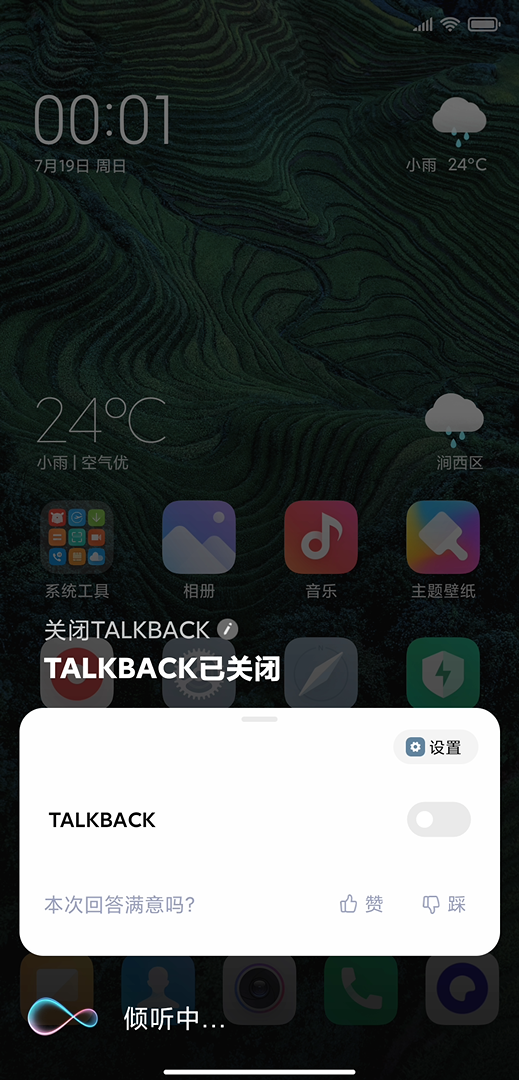 00:01
7月19日 周日
小雨 24°C
24°C
小雨 | 空气优
涧西区
系统工具
相册
音乐
主题壁纸
关闭TALKBACK
TALKBACK已关闭
设置
TALKBACK
本次回答满意吗?
赞
踩
倾听中...